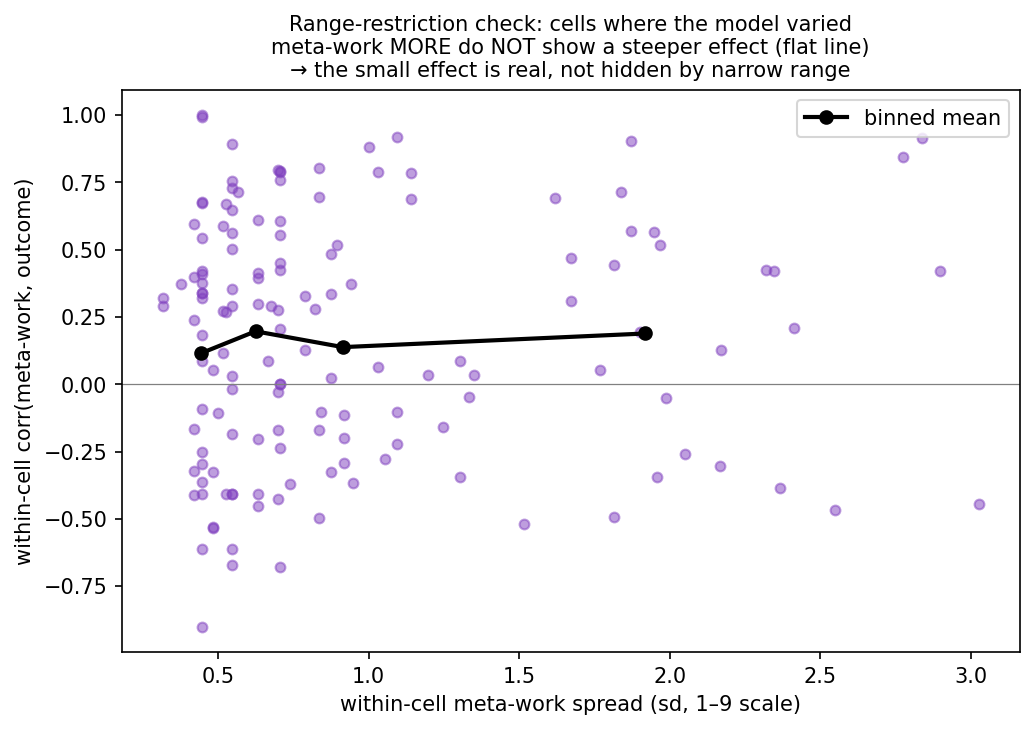 Range-restriction check: cells where the model varied
meta-work MORE do NOT show a steeper effect (flat line)
→ the small effect is real, not hidden by narrow range
binned mean
within-cell corr(meta-work, outcome)
1.00
0.75
0.50
0.25
0.00
−0.25
−0.50
−0.75
0.5
1.0
1.5
2.0
2.5
3.0
within-cell meta-work spread (sd, 1–9 scale)